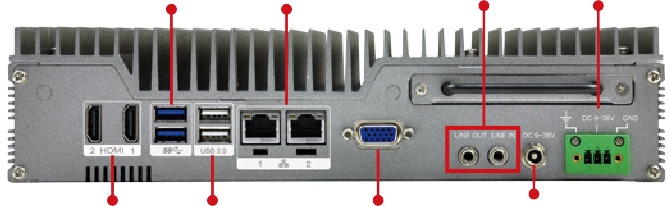 DC 9~36V GND
LINE OUT LINE IN DC 9~36V
2 HDMI 1 SS USB 2.0
1 2